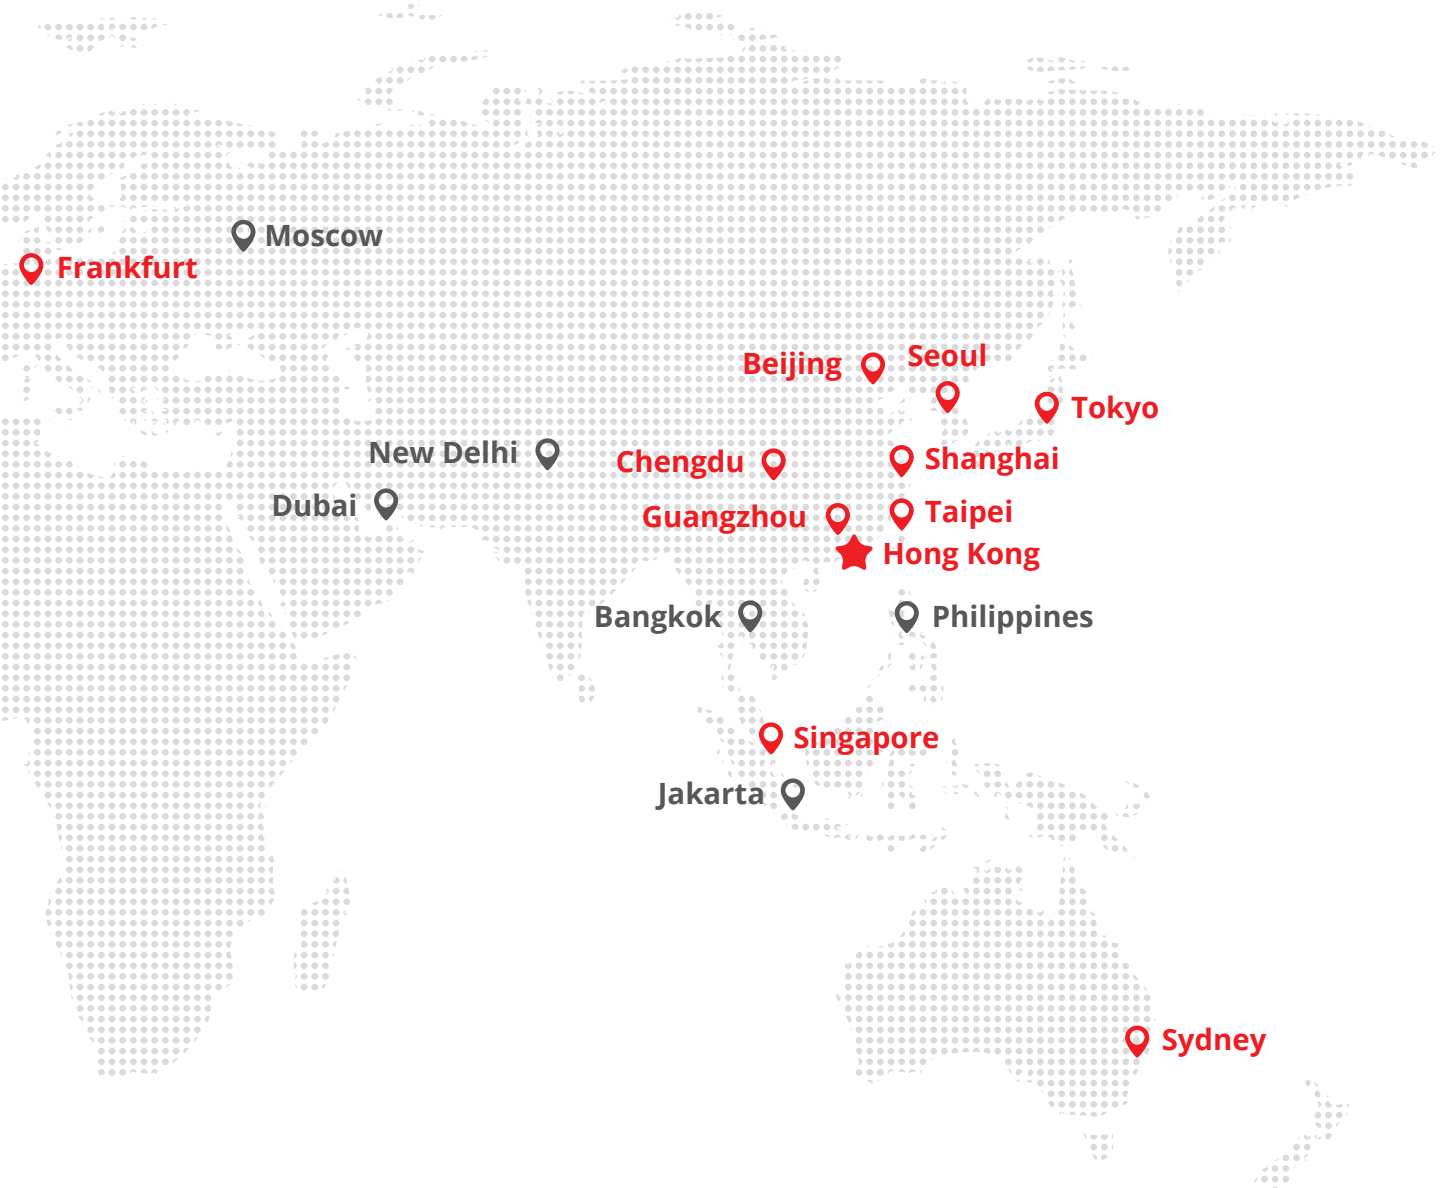 Moscow
Frankfurt
Beijing
Seoul
Tokyo
New Delhi
Chengdu
Shanghai
Dubai
Guangzhou
Taipei
Hong Kong
Bangkok
Philippines
Singapore
Jakarta
Sydney